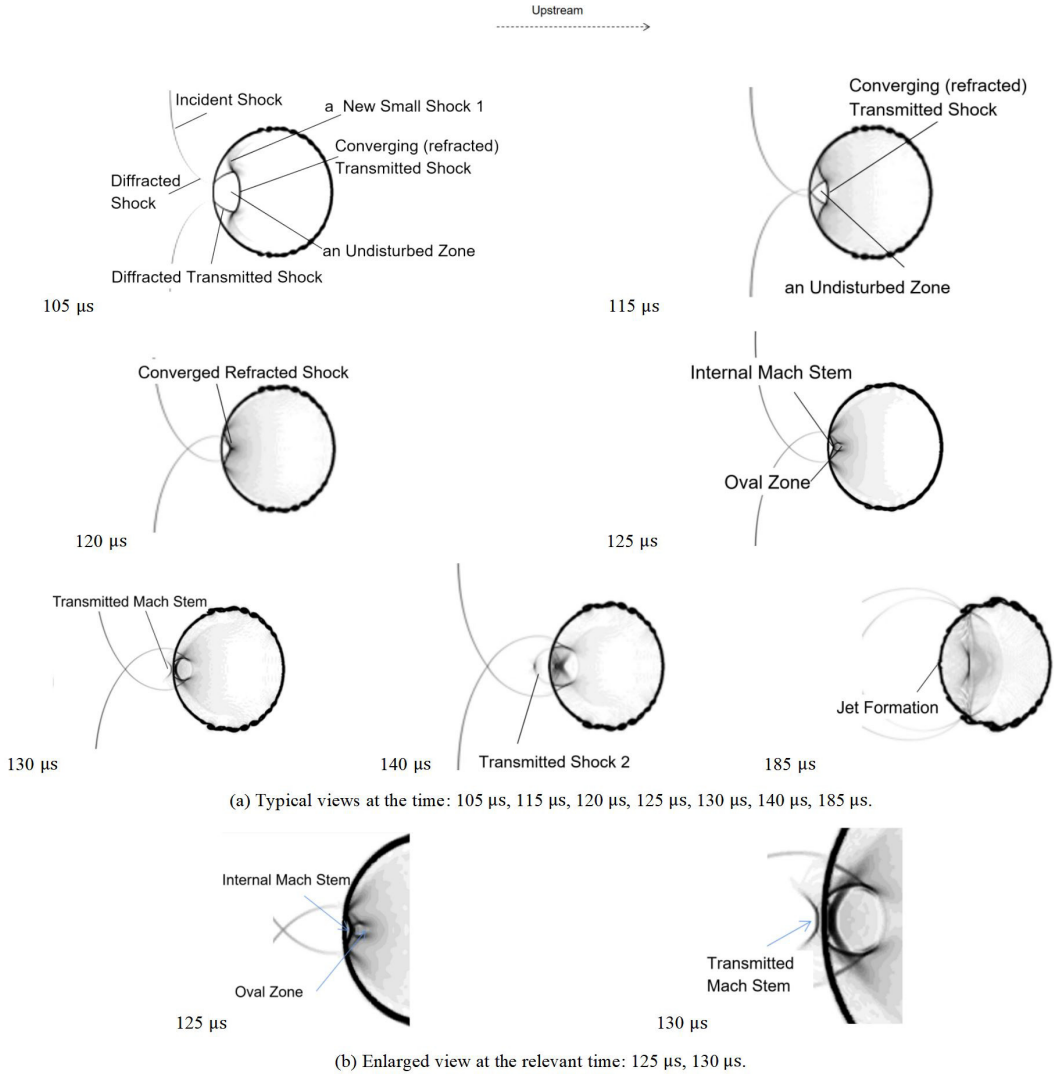 Upstream
Incident Shock
a New Small Shock 1
Converging (refracted)
Transmitted Shock
Diffracted
Shock
an Undisturbed Zone
Diffracted Transmitted Shock
105 μs
Converging (refracted)
Transmitted Shock
an Undisturbed Zone
115 μs
Converged Refracted Shock
120 μs
Internal Mach Stem
Oval Zone
125 μs
Transmitted Mach Stem
130 μs
Transmitted Shock 2
140 μs
Jet Formation
185 μs
(a) Typical views at the time: 105 μs, 115 μs, 120 μs, 125 μs, 130 μs, 140 μs, 185 μs.
Internal Mach Stem
Oval Zone
125 μs
Transmitted
Mach Stem
130 μs
(b) Enlarged view at the relevant time: 125 μs, 130 μs.